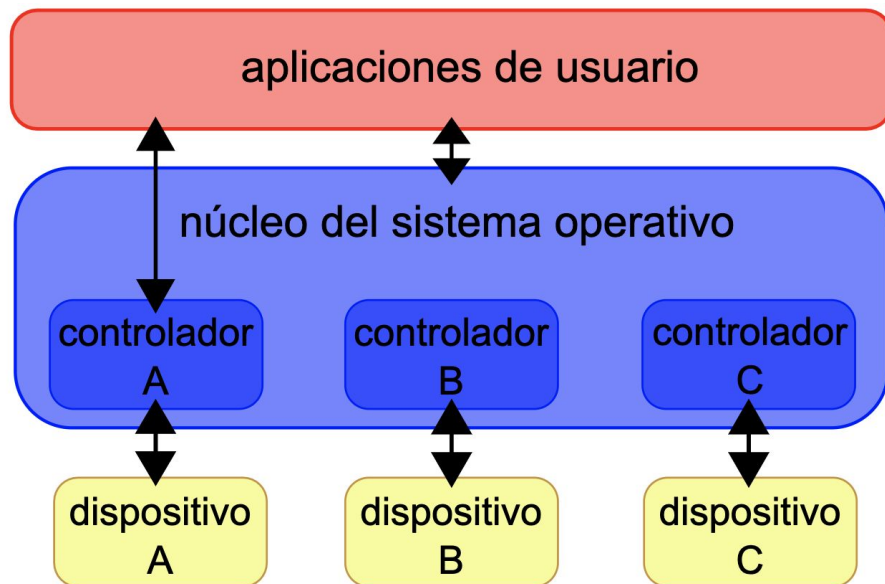 aplicaciones de usuario
núcleo del sistema operativo
controlador
A
controlador
B
controlador
C
dispositivo
A
dispositivo
B
dispositivo
C